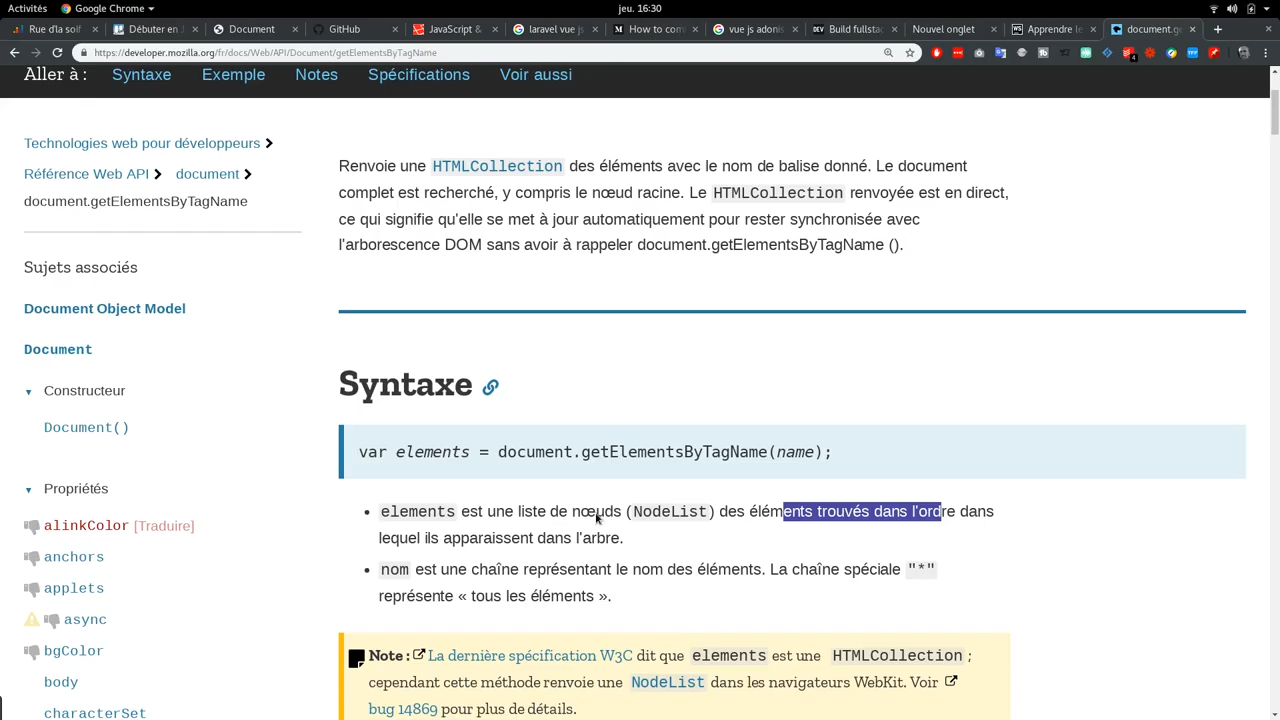 Activités Google Chrome jeu. 16:30
Rue d'la soif Débuter en J Document GitHub JavaScript & laravel vue js How to com vue js adonis Build fullsta Nouvel onglet Apprendre le document.ge
https://developer.mozilla.org/fr/docs/Web/API/Document/getElementsByTagName
Aller à : Syntaxe Exemple Notes Spécifications Voir aussi
Technologies web pour développeurs
Référence Web API document
document.getElementsByTagName
Sujets associés
Document Object Model
Document
Constructeur
Document()
Propriétés
alinkColor [Traduire]
anchors
applets
async
bgColor
body
characterSet
Renvoie une HTMLCollection des éléments avec le nom de balise donné. Le document
complet est recherché, y compris le nœud racine. Le HTMLCollection renvoyée est en direct,
ce qui signifie qu'elle se met à jour automatiquement pour rester synchronisée avec
l'arborescence DOM sans avoir à rappeler document.getElementsByTagName ().
Syntaxe
var elements = document.getElementsByTagName(name);
elements est une liste de nœuds (NodeList) des éléments trouvés dans l'ordre dans
lequel ils apparaissent dans l'arbre.
nom est une chaîne représentant le nom des éléments. La chaîne spéciale "*"
représente « tous les éléments ».
Note : La dernière spécification W3C dit que elements est une HTMLCollection ;
cependant cette méthode renvoie une NodeList dans les navigateurs WebKit. Voir
bug 14869 pour plus de détails.